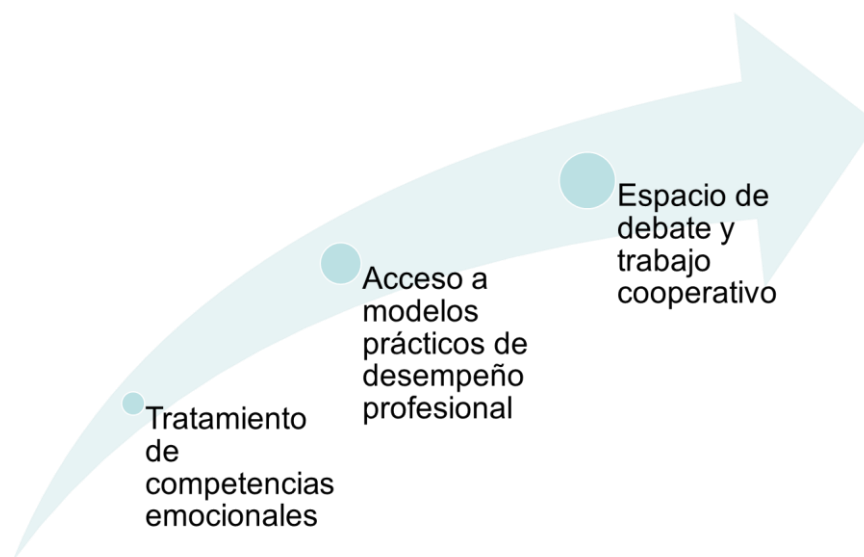 Tratamiento
de
competencias
emocionales
Acceso a
modelos
prácticos de
desempeño
profesional
Espacio de
debate y
trabajo
cooperativo